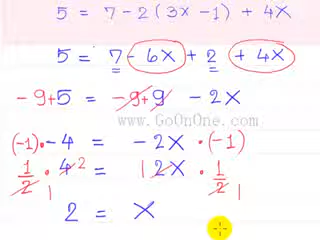 5 = 7 - 2 ( 3x - 1 ) + 4x
5 = 7 - 6x + 2 + 4x
-9+5 = -9+9 - 2x
www.GoOnOne.com
(-1)· -4 = -2x ·(-1)
1/2 · 4 2 = 1 2x · 1/2
1 1
2 = x